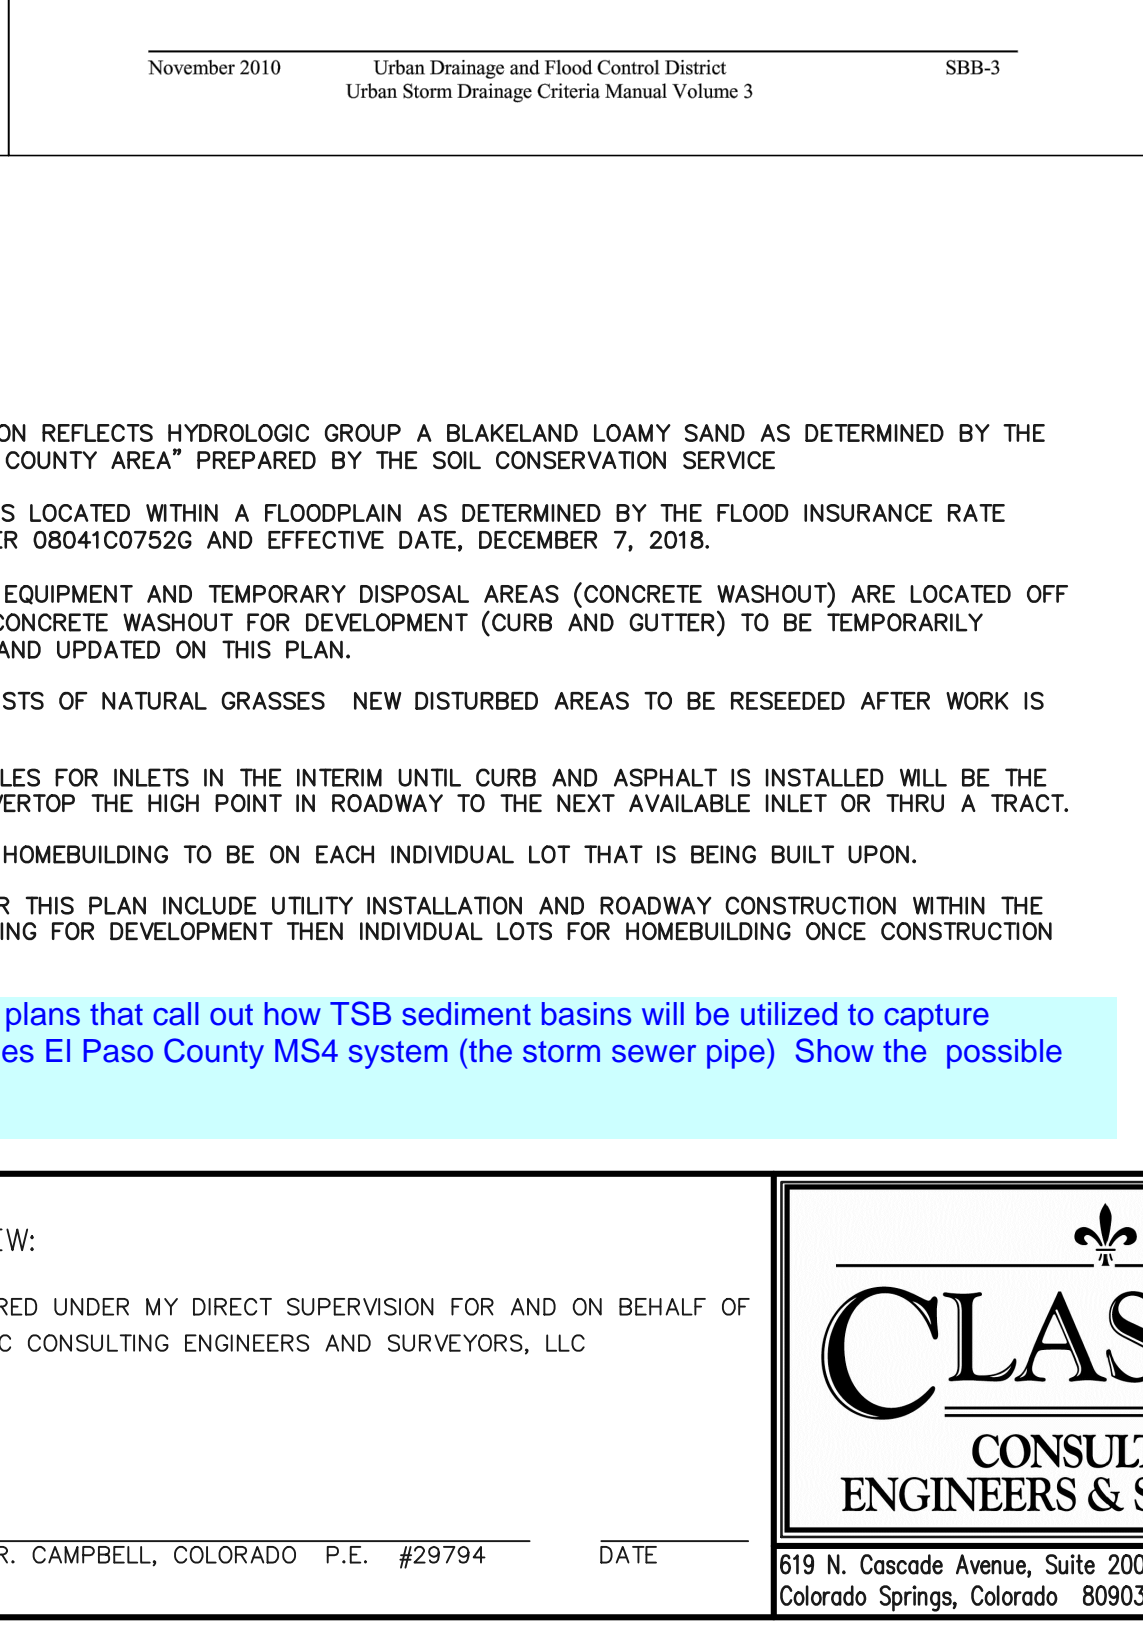 November 2010 Urban Drainage and Flood Control District SBB-3
Urban Storm Drainage Criteria Manual Volume 3
ON REFLECTS HYDROLOGIC GROUP A BLAKELAND LOAMY SAND AS DETERMINED BY THE
COUNTY AREA” PREPARED BY THE SOIL CONSERVATION SERVICE
S LOCATED WITHIN A FLOODPLAIN AS DETERMINED BY THE FLOOD INSURANCE RATE
ER 08041C0752G AND EFFECTIVE DATE, DECEMBER 7, 2018.
EQUIPMENT AND TEMPORARY DISPOSAL AREAS (CONCRETE WASHOUT) ARE LOCATED OFF
CONCRETE WASHOUT FOR DEVELOPMENT (CURB AND GUTTER) TO BE TEMPORARILY
AND UPDATED ON THIS PLAN.
STS OF NATURAL GRASSES NEW DISTURBED AREAS TO BE RESEEDED AFTER WORK IS
LES FOR INLETS IN THE INTERIM UNTIL CURB AND ASPHALT IS INSTALLED WILL BE THE
VERTOP THE HIGH POINT IN ROADWAY TO THE NEXT AVAILABLE INLET OR THRU A TRACT.
HOMEBUILDING TO BE ON EACH INDIVIDUAL LOT THAT IS BEING BUILT UPON.
R THIS PLAN INCLUDE UTILITY INSTALLATION AND ROADWAY CONSTRUCTION WITHIN THE
ING FOR DEVELOPMENT THEN INDIVIDUAL LOTS FOR HOMEBUILDING ONCE CONSTRUCTION
plans that call out how TSB sediment basins will be utilized to capture
es El Paso County MS4 system (the storm sewer pipe) Show the possible
EW:
RED UNDER MY DIRECT SUPERVISION FOR AND ON BEHALF OF
C CONSULTING ENGINEERS AND SURVEYORS, LLC
R. CAMPBELL, COLORADO P.E. #29794 DATE
CLAS
CONSULT
ENGINEERS & S
619 N. Cascade Avenue, Suite 200
Colorado Springs, Colorado 80903